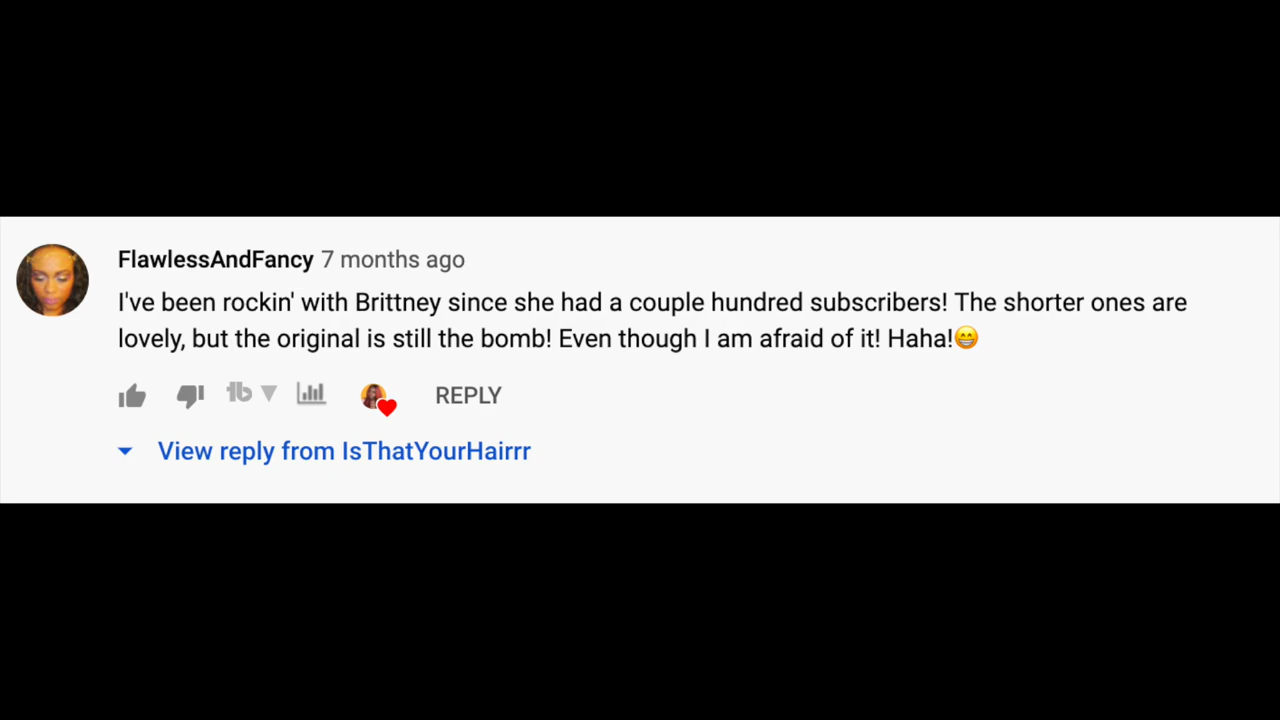 FlawlessAndFancy 7 months ago
I've been rockin' with Brittney since she had a couple hundred subscribers! The shorter ones are
lovely, but the original is still the bomb! Even though I am afraid of it! Haha!😁
tb REPLY
View reply from IsThatYourHairrr